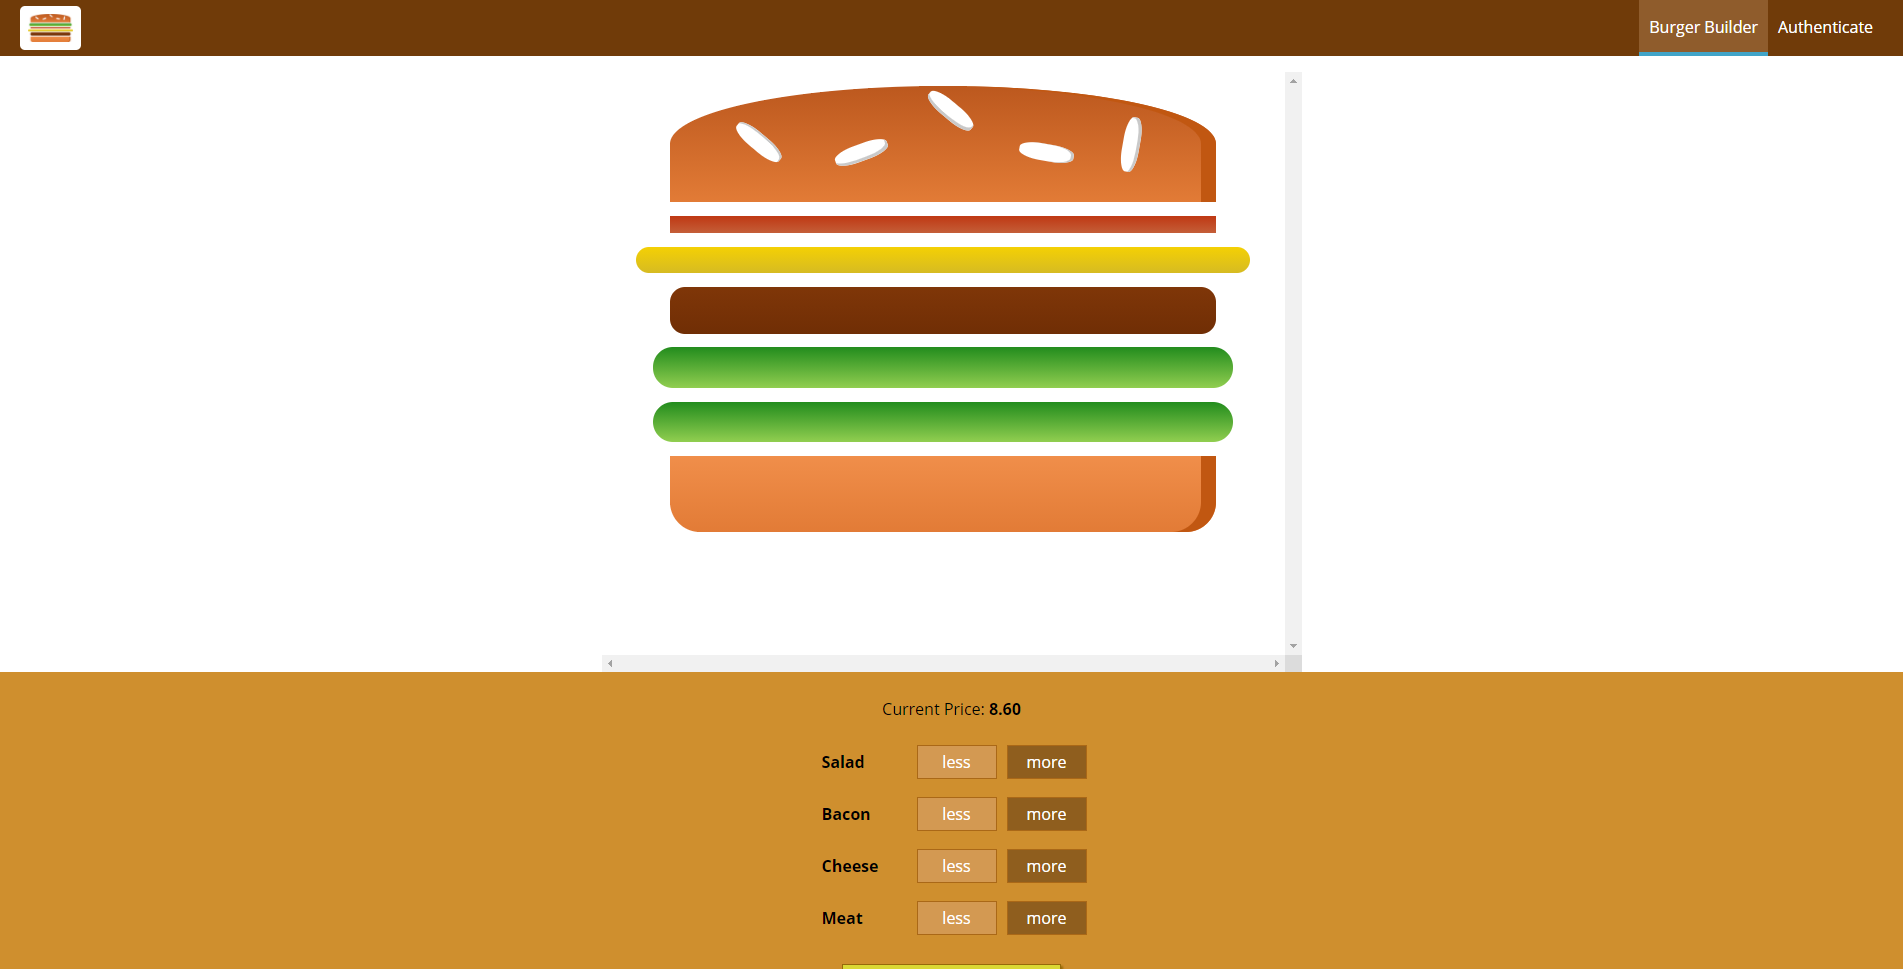 Burger Builder Authenticate
Current Price: 8.60
Salad less more
Bacon less more
Cheese less more
Meat less more